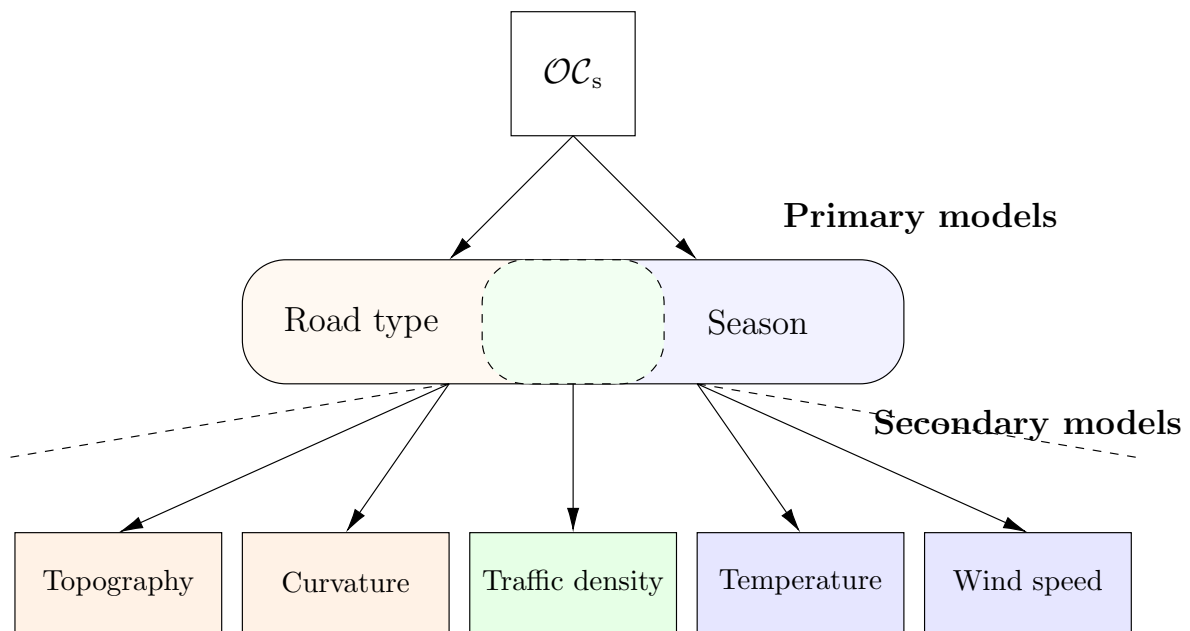 𝒪𝒞ₛ
Primary models
Road type
Season
Secondary models
Topography
Curvature
Traffic density
Temperature
Wind speed